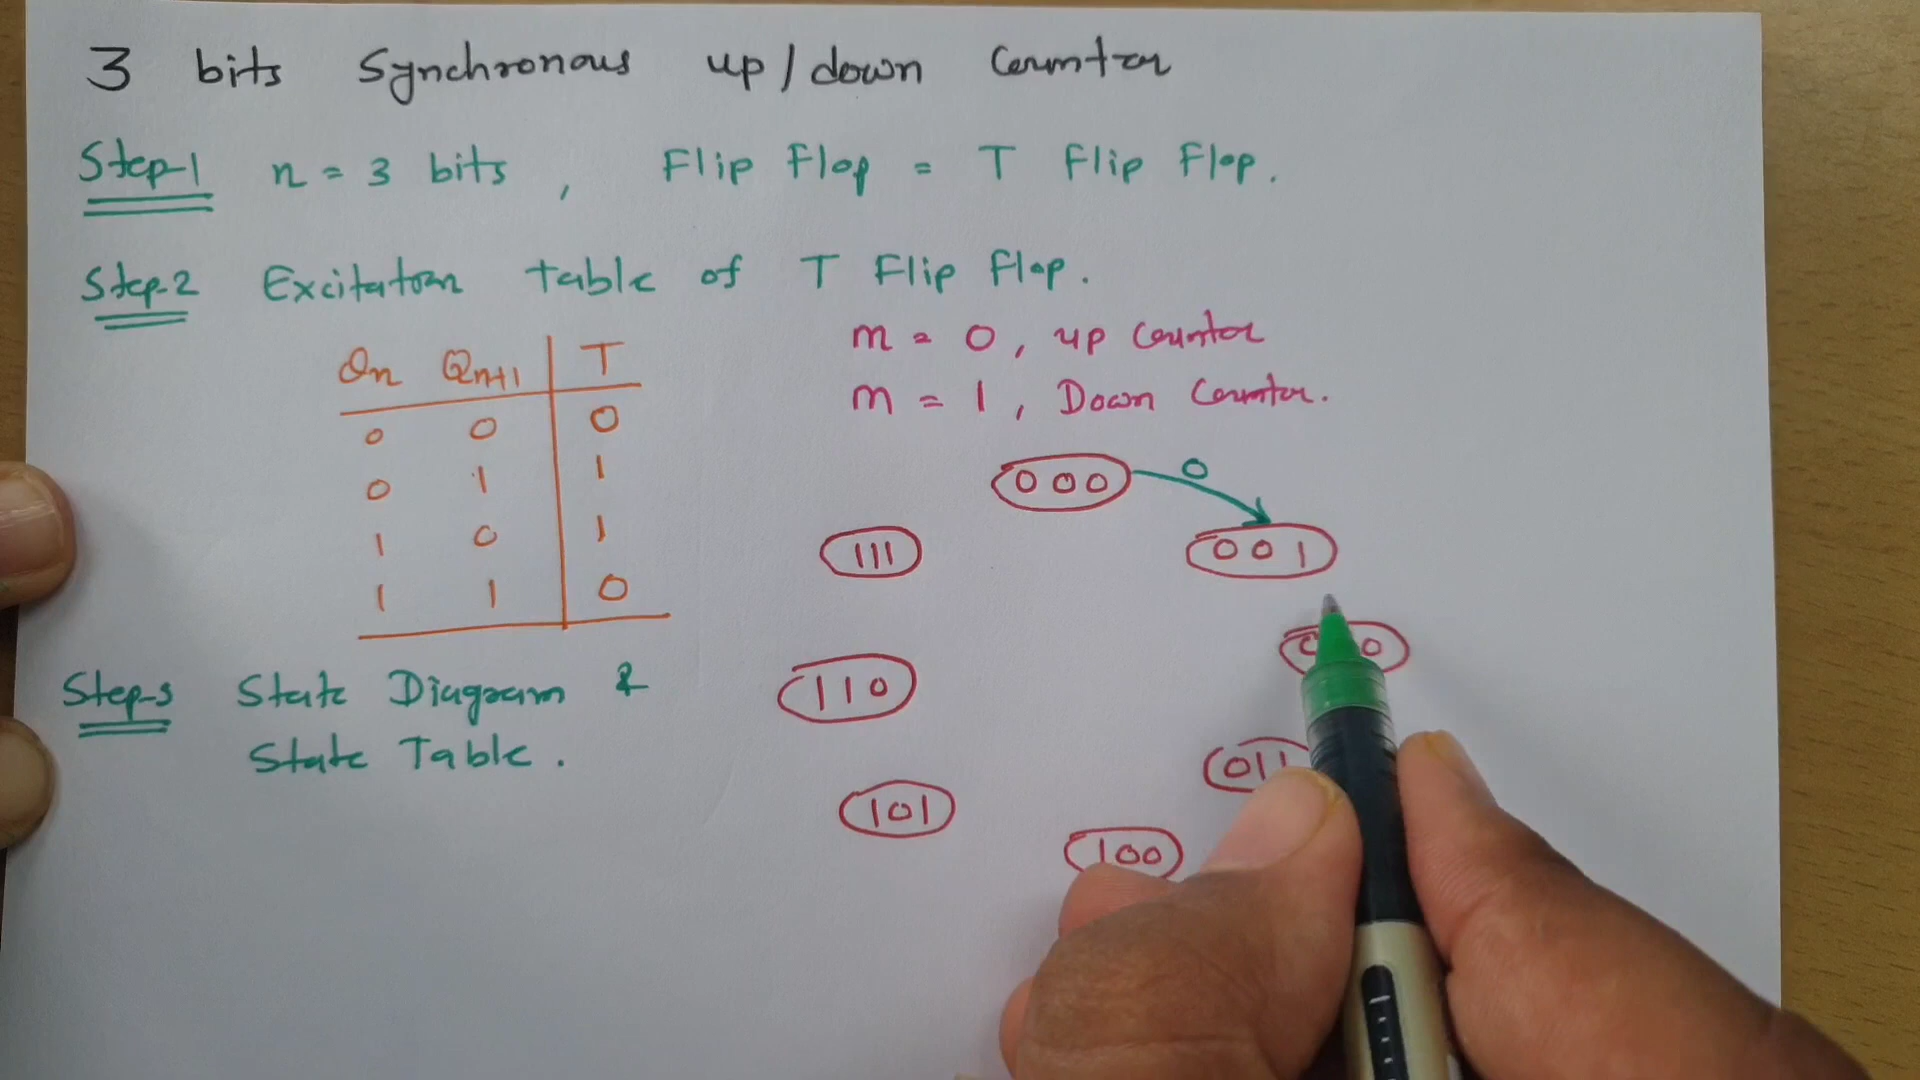 3 bits Synchronous up/down Counter
Step-1 n = 3 bits, Flip Flop = T Flip Flop.
Step-2 Excitation table of T Flip Flop.
m = 0, up Counter
m = 1, Down Counter.
Qn Qn+1 T
0 0 0
0 1 1
1 0 1
1 1 0
000 0
111 001
Step-3 State Diagram &
State Table.
110
011
101
100